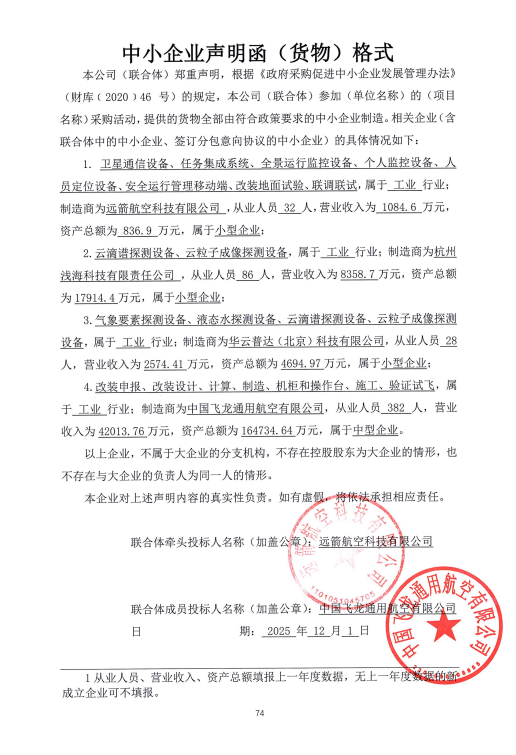 中小企业声明函（货物）格式
本公司（联合体）郑重声明，根据《政府采购促进中小企业发展管理办法》
（财库﹝2020﹞46 号）的规定，本公司（联合体）参加（单位名称）的（项目
名称）采购活动，提供的货物全部由符合政策要求的中小企业制造。相关企业（含
联合体中的中小企业、签订分包意向协议的中小企业）的具体情况如下：
1. 卫星通信设备、任务集成系统、全景运行监控设备、个人监控设备、人
员定位设备、安全运行管理移动端、改装地面试验、联调联试，属于 工业 行业；
制造商为远箭航空科技有限公司，从业人员 32 人，营业收入为 1084.6 万元，
资产总额为 836.9 万元，属于小型企业；
2. 云滴谱探测设备、云粒子成像探测设备，属于 工业 行业；制造商为杭州
浅海科技有限责任公司 ，从业人员 86 人，营业收入为 8358.7 万元，资产总额
为 17914.4 万元，属于小型企业；
3. 气象要素探测设备、液态水探测设备、云滴谱探测设备、云粒子成像探测
设备，属于 工业 行业；制造商为华云普达（北京）科技有限公司，从业人员 28
人，营业收入为 2574.41 万元，资产总额为 4694.97 万元，属于小型企业；
4. 改装申报、改装设计、计算、制造、机柜和操作台、施工、验证试飞，属
于 工业 行业；制造商为中国飞龙通用航空有限公司，从业人员 382 人，营业
收入为 42013.76 万元，资产总额为 164734.64 万元，属于中型企业。
以上企业，不属于大企业的分支机构，不存在控股股东为大企业的情形，也
不存在与大企业的负责人为同一人的情形。
本企业对上述声明内容的真实性负责。如有虚假，将依法承担相应责任。
联合体牵头投标人名称（加盖公章）：远箭航空科技有限公司
远箭航空科技有限公司
1101051045705
联合体成员投标人名称（加盖公章）：中国飞龙通用航空有限公司
日 期： 2025 年 12 月 1 日
中国飞龙通用航空有限公司
1 从业人员、营业收入、资产总额填报上一年度数据，无上一年度数据的新
成立企业可不填报。
74